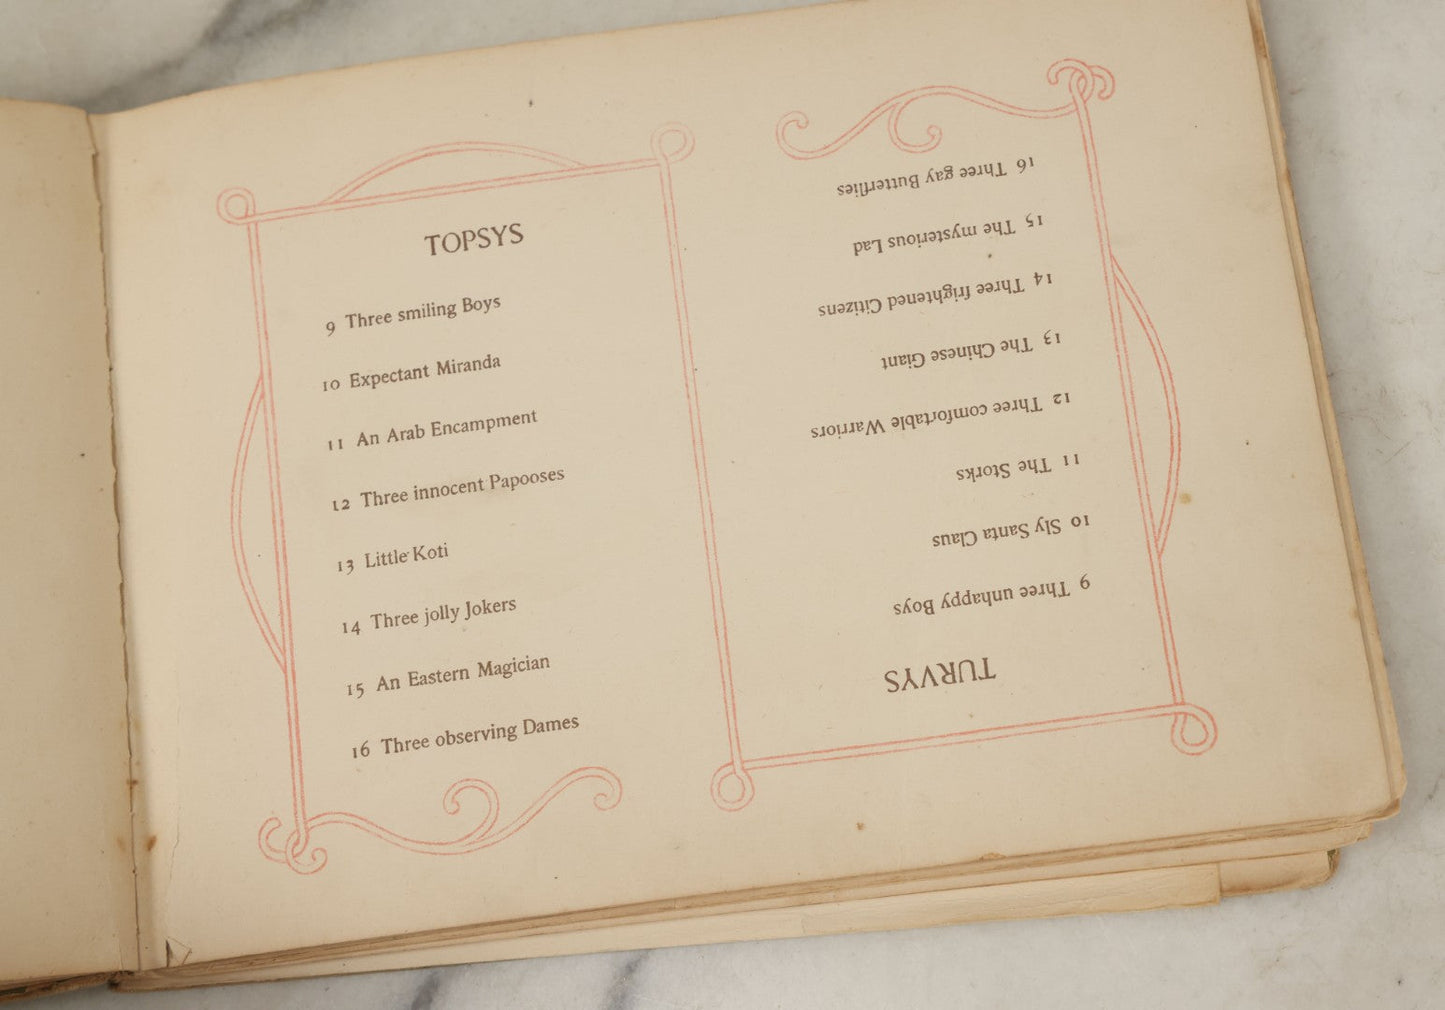 TOPSYS
9 Three smiling Boys
10 Expectant Miranda
11 An Arab Encampment
12 Three innocent Papooses
13 Little Koti
14 Three jolly Jokers
15 An Eastern Magician
16 Three observing Dames
TURVYS
9 Three unhappy Boys
10 Sly Santa Claus
11 The Storks
12 Three comfortable Warriors
13 The Chinese Giant
14 Three frightened Citizens
15 The mysterious Lad
16 Three gay Butterflies